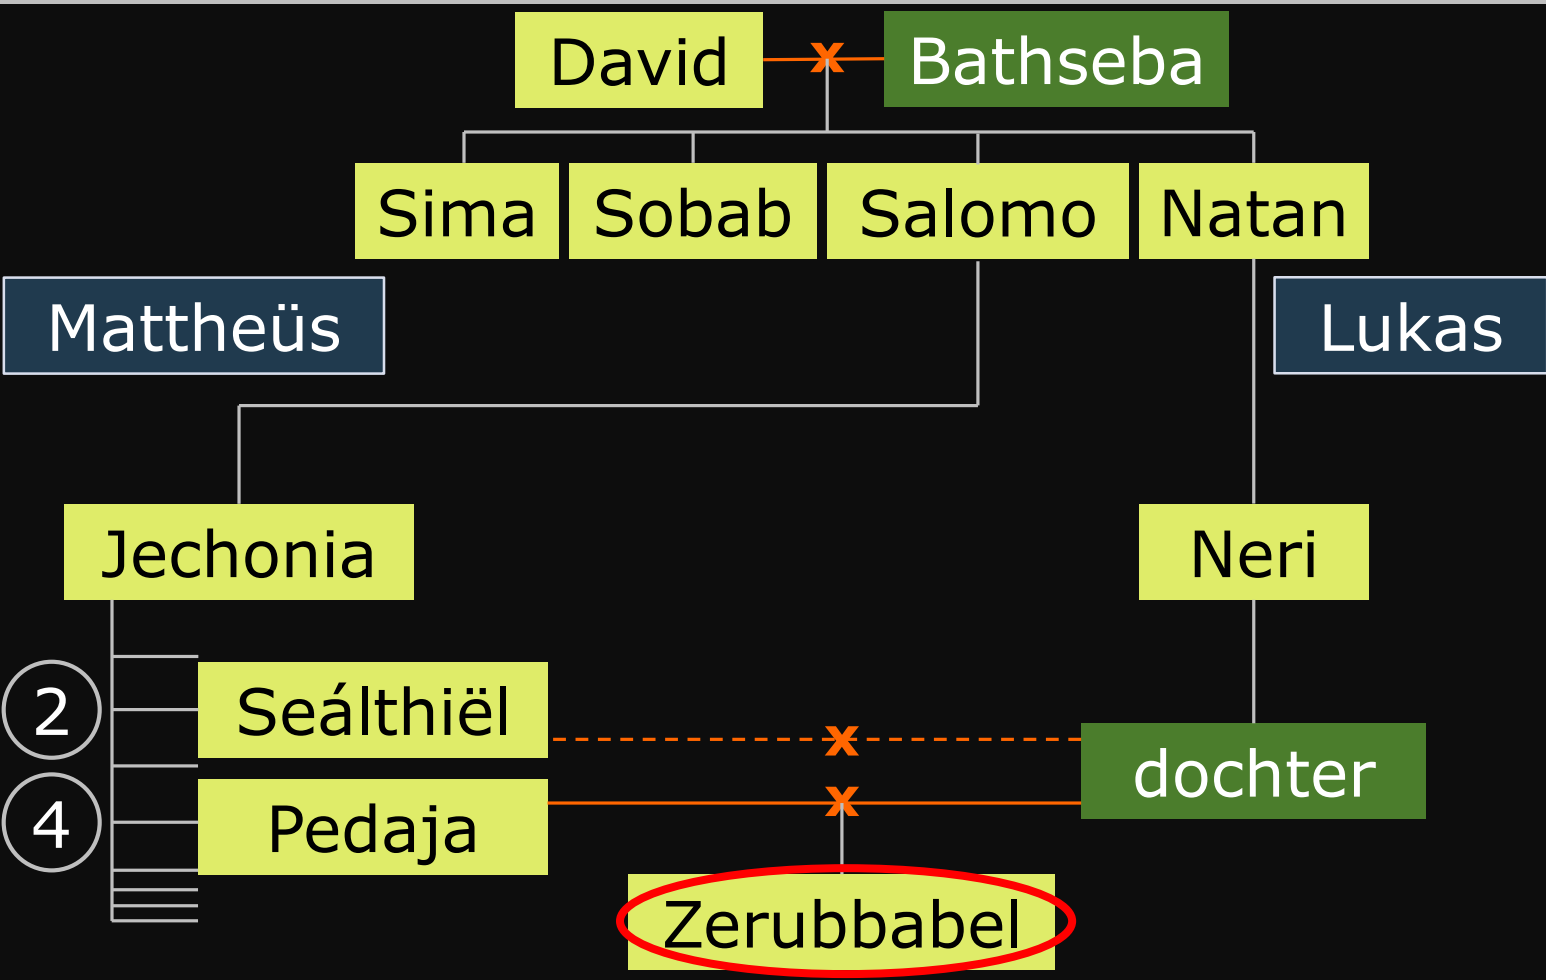 David x Bathseba
Sima Sobab Salomo Natan
Mattheüs Lukas
Jechonia Neri
2 Seálthiël x dochter
4 Pedaja x
Zerubbabel